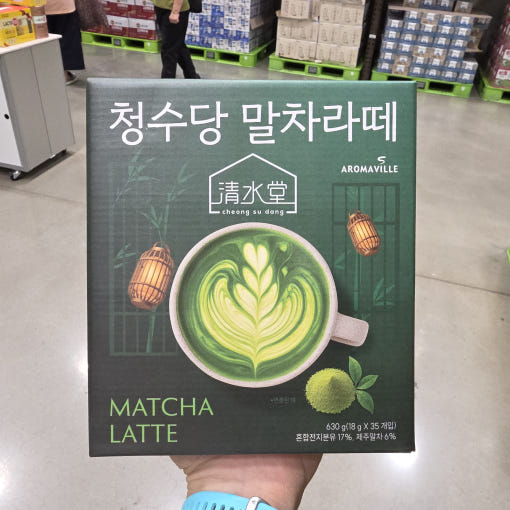 청수당 말차라떼
AROMAVILLE
清水堂
cheong su dang
MATCHA
LATTE
630 g(18 g X 35 개입)
혼합전지분유 17%, 제주말차 6%